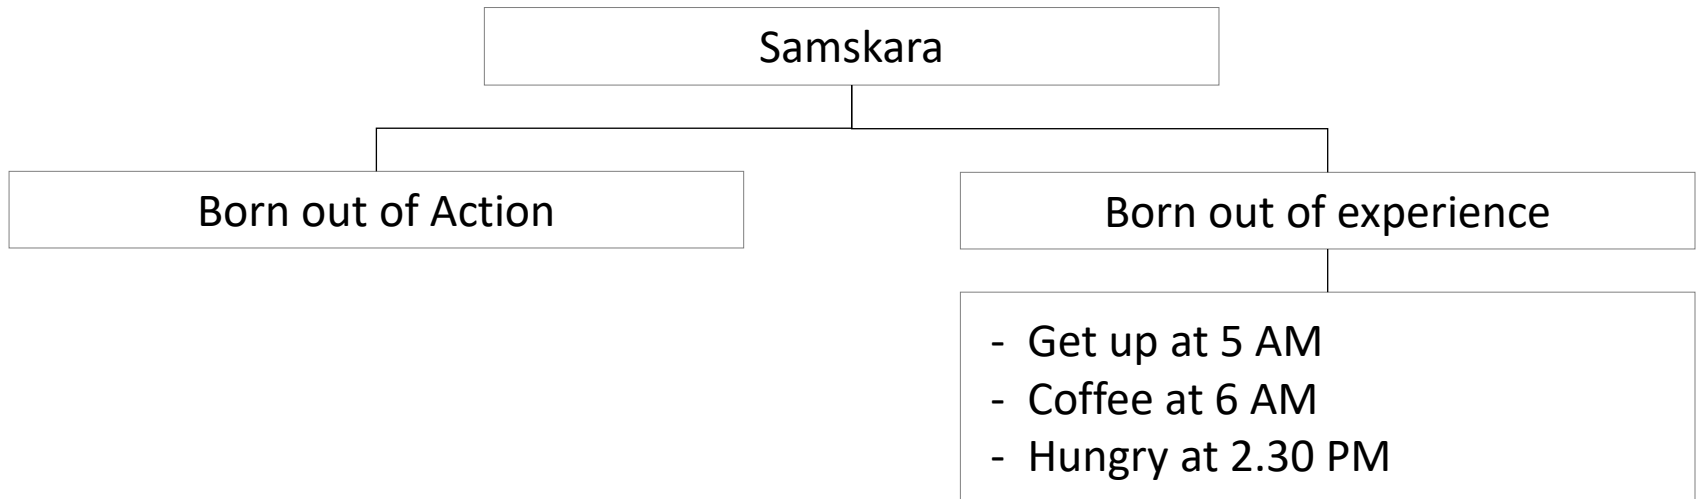 Samskara
Born out of Action
Born out of experience
- Get up at 5 AM
- Coffee at 6 AM
- Hungry at 2.30 PM